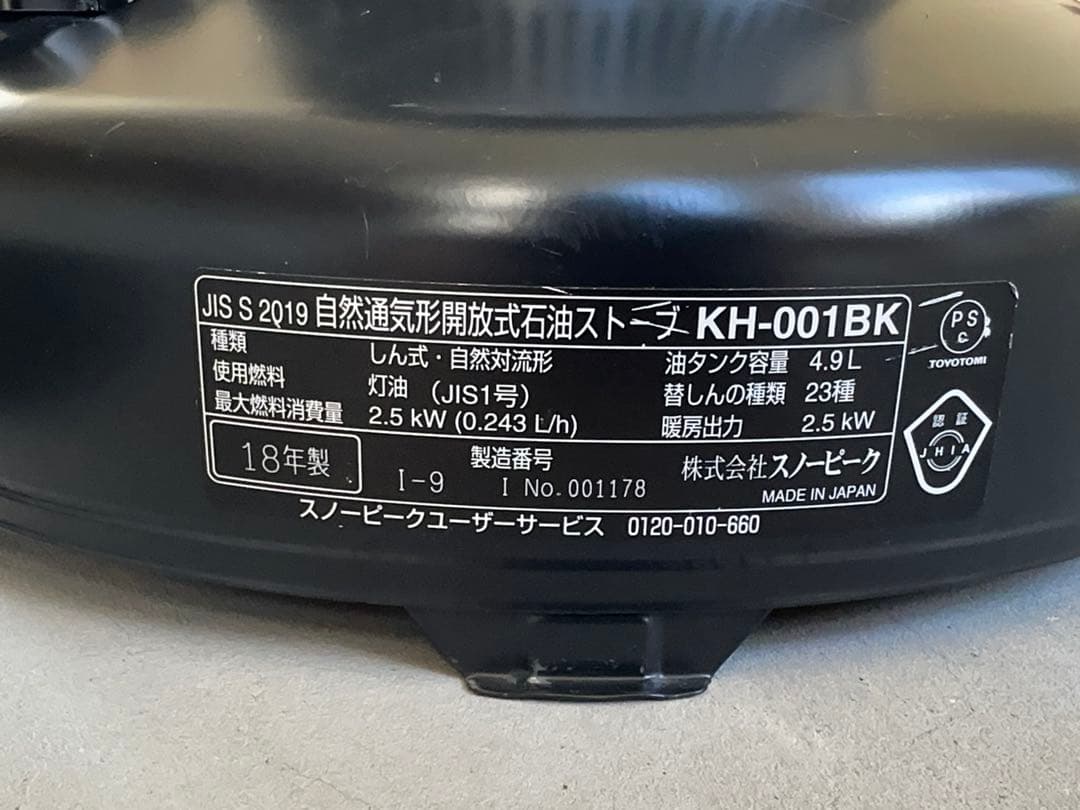 JIS S 2019 自然通気形開放式石油ストーブ KH-001BK
種類 しん式・自然対流形 油タンク容量 4.9L
使用燃料 灯油 (JIS1号) 替しんの種類 23種
最大燃料消費量 2.5 kW (0.243 L/h) 暖房出力 2.5 kW
18年製 I-9 製造番号 I No.001178 株式会社スノーピーク
MADE IN JAPAN
スノーピークユーザーサービス 0120-010-660
PS
C
TOYOTOMI
認証
JHIA